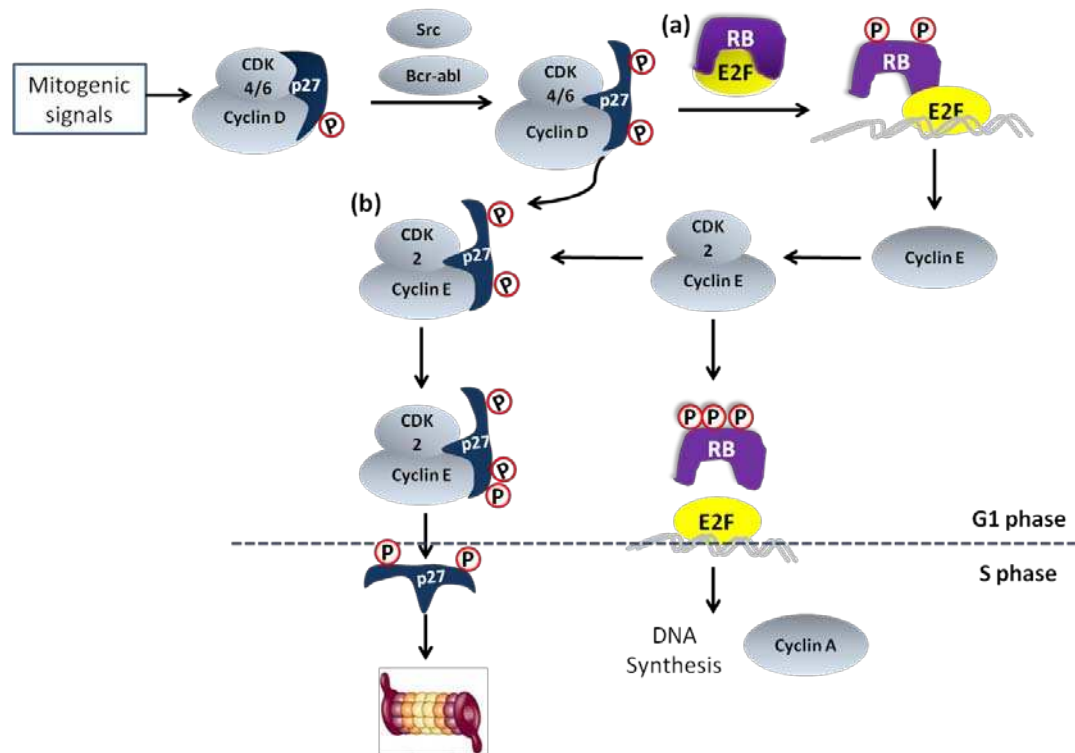 Mitogenic
signals
CDK
4/6
p27
Cyclin D
P
Src
Bcr-abl
CDK
4/6
p27
Cyclin D
P
P
(a)
RB
E2F
P
P
RB
E2F
(b)
CDK
2
p27
Cyclin E
P
P
CDK
2
Cyclin E
Cyclin E
CDK
2
p27
Cyclin E
P
P
P
P P P
RB
E2F
G1 phase
S phase
P
P
p27
DNA
Synthesis
Cyclin A